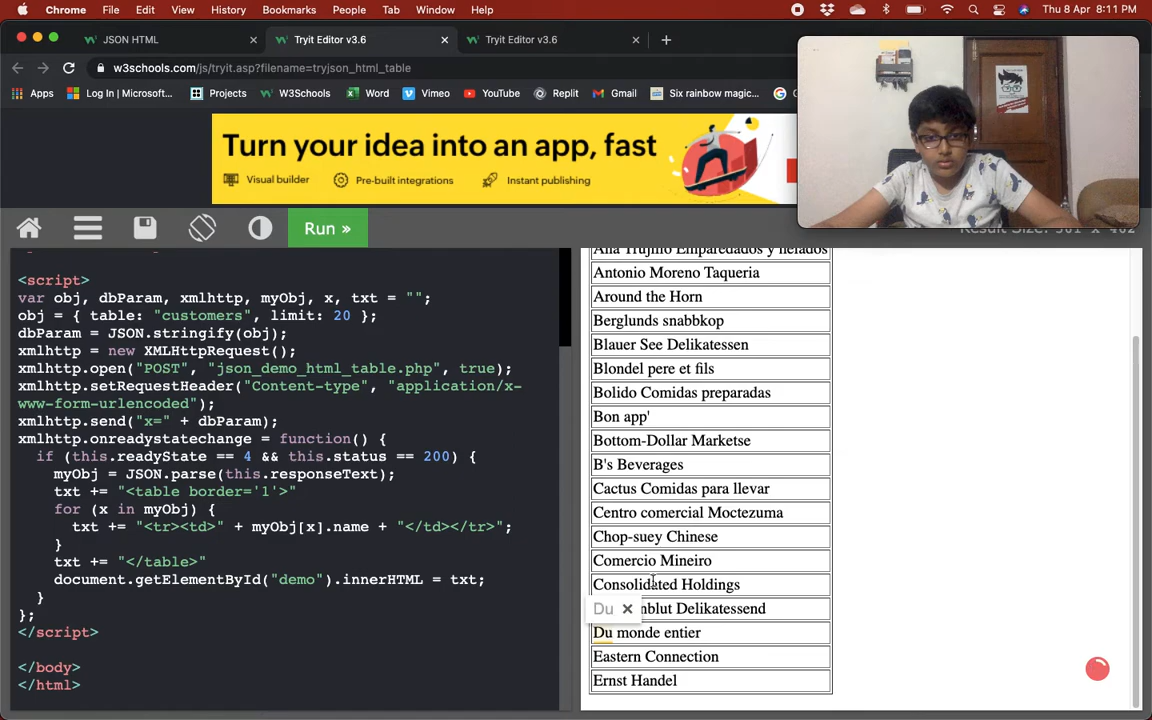 Chrome File Edit View History Bookmarks People Tab Window Help Thu 8 Apr 8:11 PM
JSON HTML Tryit Editor v3.6 Tryit Editor v3.6
w3schools.com/js/tryit.asp?filename=tryjson_html_table
Apps Log In | Microsoft... Projects W3Schools Word Vimeo YouTube Replit Gmail Six rainbow magic...
Turn your idea into an app, fast
Visual builder Pre-built integrations Instant publishing
Run »
<script>
var obj, dbParam, xmlhttp, myObj, x, txt = "";
obj = { table: "customers", limit: 20 };
dbParam = JSON.stringify(obj);
xmlhttp = new XMLHttpRequest();
xmlhttp.open("POST", "json_demo_html_table.php", true);
xmlhttp.setRequestHeader("Content-type", "application/x-
www-form-urlencoded");
xmlhttp.send("x=" + dbParam);
xmlhttp.onreadystatechange = function() {
if (this.readyState == 4 && this.status == 200) {
myObj = JSON.parse(this.responseText);
txt += "<table border='1'>"
for (x in myObj) {
txt += "<tr><td>" + myObj[x].name + "</td></tr>";
}
txt += "</table>"
document.getElementById("demo").innerHTML = txt;
}
};
</script>
</body>
</html>
Ana Trujillo Emparedados y helados
Antonio Moreno Taqueria
Around the Horn
Berglunds snabbkop
Blauer See Delikatessen
Blondel pere et fils
Bolido Comidas preparadas
Bon app'
Bottom-Dollar Marketse
B's Beverages
Cactus Comidas para llevar
Centro comercial Moctezuma
Chop-suey Chinese
Comercio Mineiro
Consolidated Holdings
Du nblut Delikatessend
Du monde entier
Eastern Connection
Ernst Handel